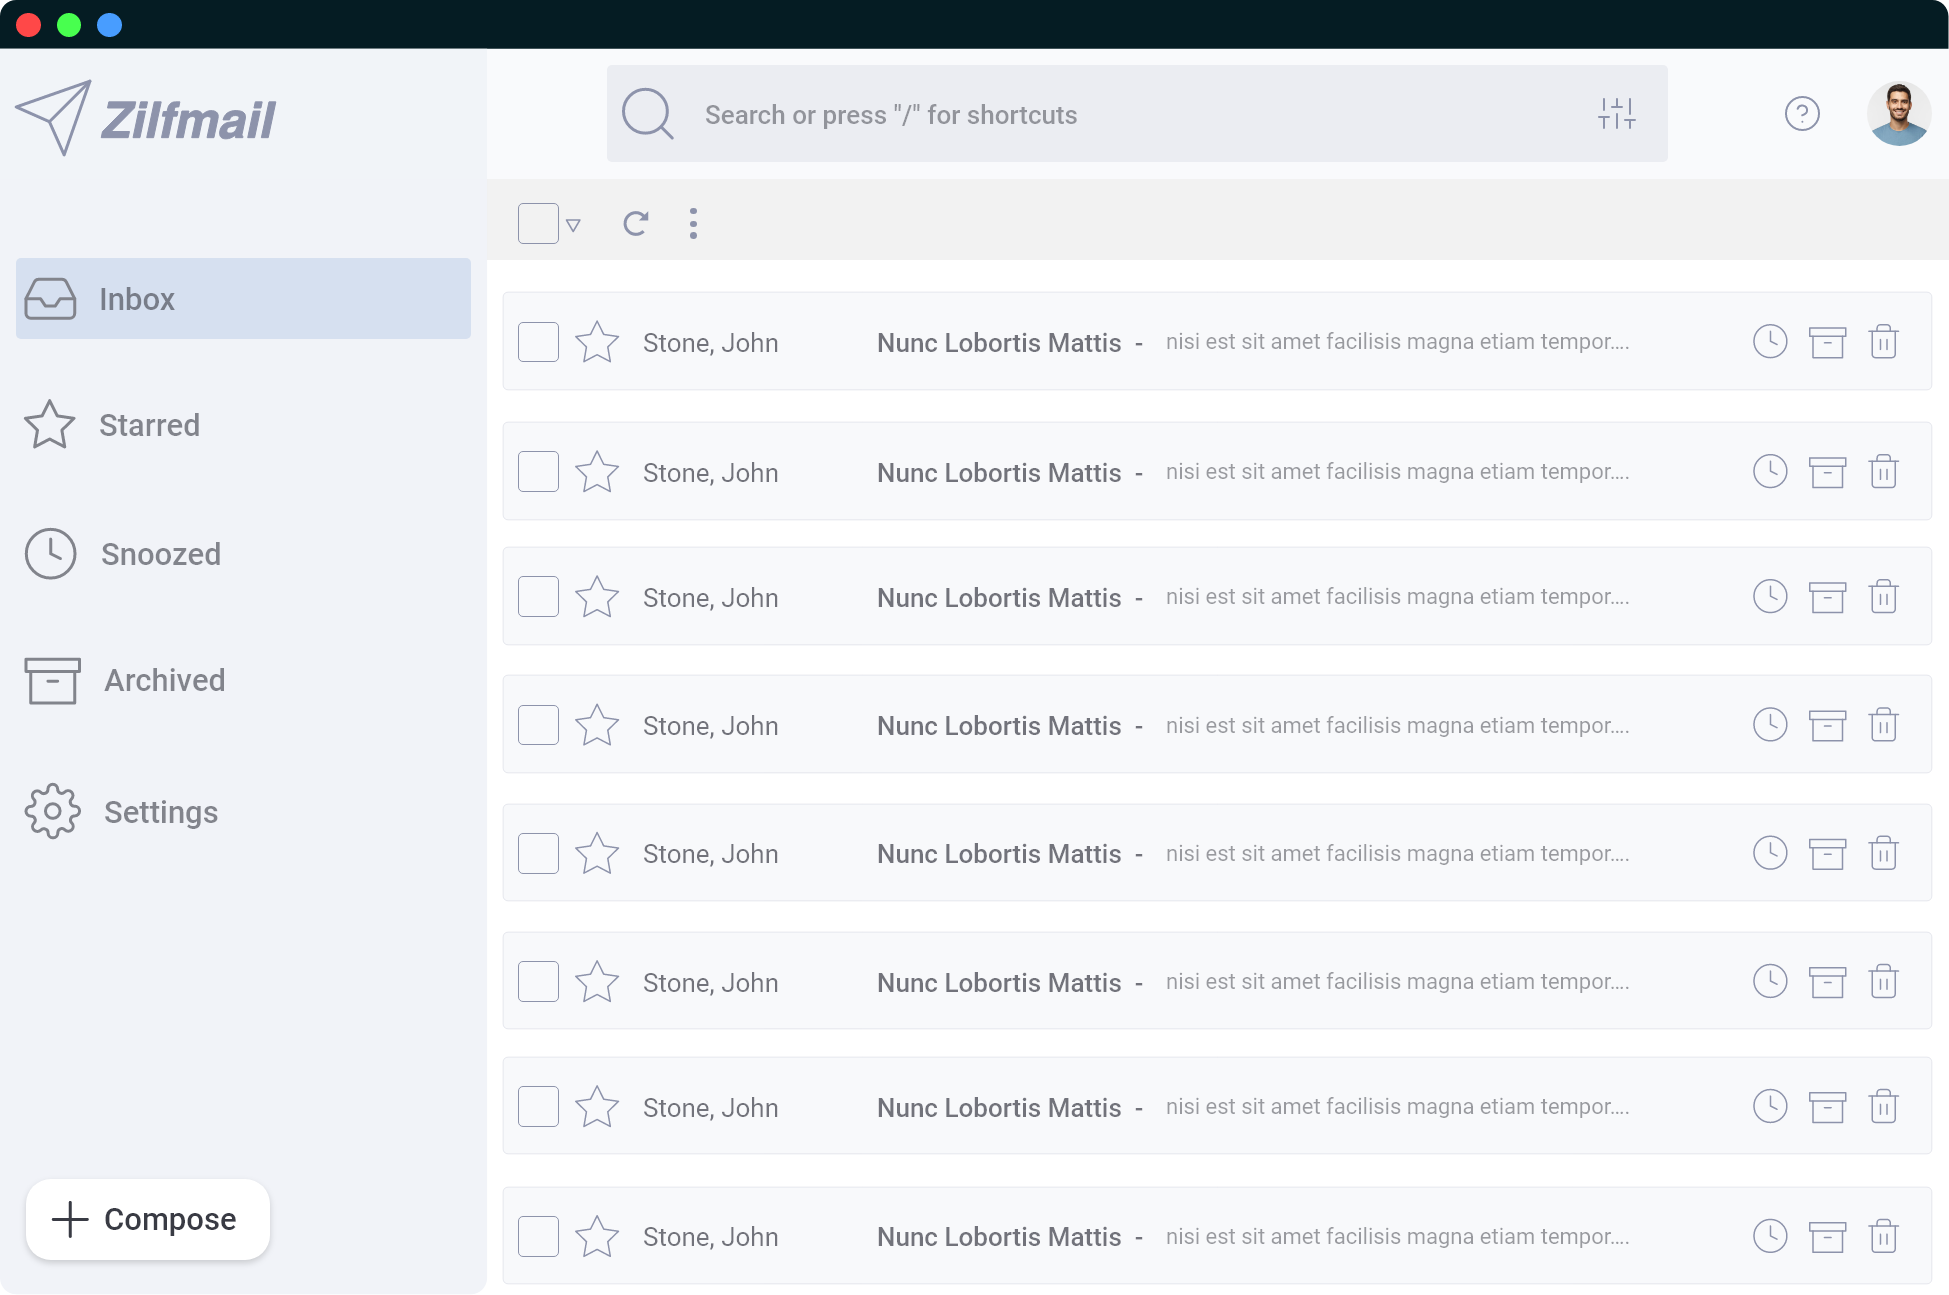 Zilfmail
Search or press "/" for shortcuts
Inbox
Starred
Snoozed
Archived
Settings
Compose
Stone, John Nunc Lobortis Mattis - nisi est sit amet facilisis magna etiam tempor....
Stone, John Nunc Lobortis Mattis - nisi est sit amet facilisis magna etiam tempor....
Stone, John Nunc Lobortis Mattis - nisi est sit amet facilisis magna etiam tempor....
Stone, John Nunc Lobortis Mattis - nisi est sit amet facilisis magna etiam tempor....
Stone, John Nunc Lobortis Mattis - nisi est sit amet facilisis magna etiam tempor....
Stone, John Nunc Lobortis Mattis - nisi est sit amet facilisis magna etiam tempor....
Stone, John Nunc Lobortis Mattis - nisi est sit amet facilisis magna etiam tempor....
Stone, John Nunc Lobortis Mattis - nisi est sit amet facilisis magna etiam tempor....